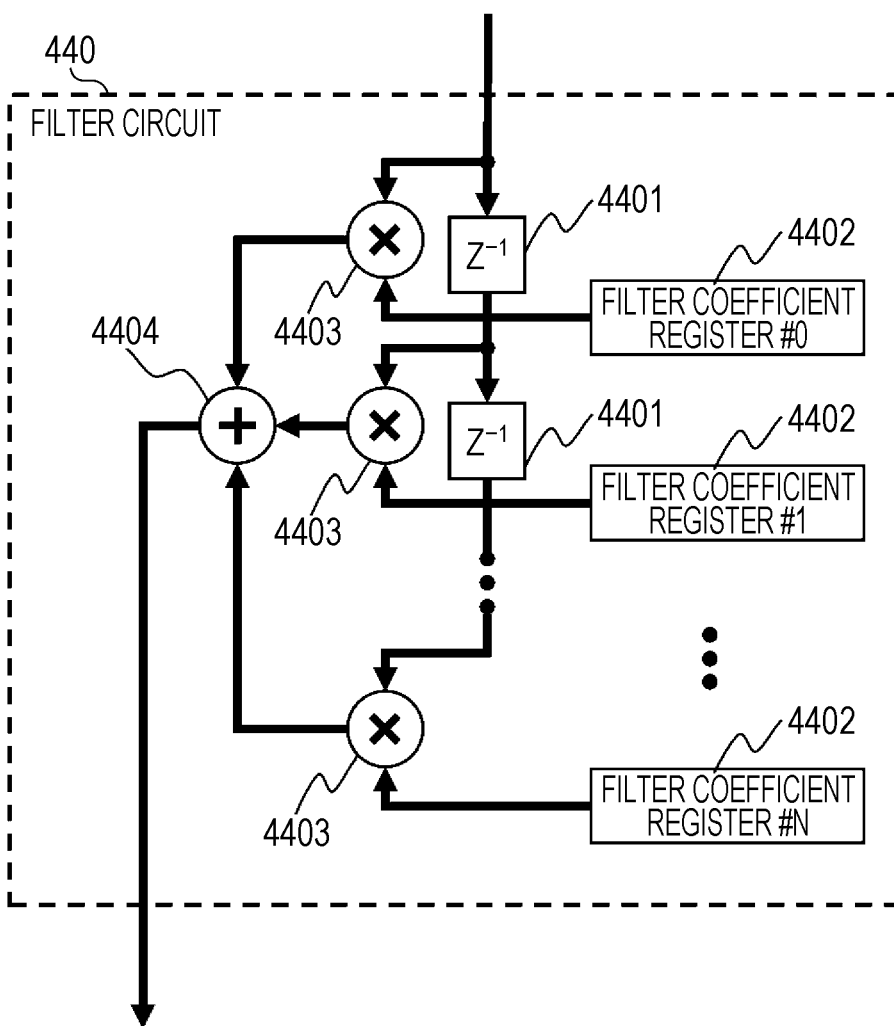 440
FILTER CIRCUIT
4401
Z⁻¹
4402
FILTER COEFFICIENT
REGISTER #0
4403
4404
4401
Z⁻¹
4402
FILTER COEFFICIENT
REGISTER #1
4403
4402
FILTER COEFFICIENT
REGISTER #N
4403